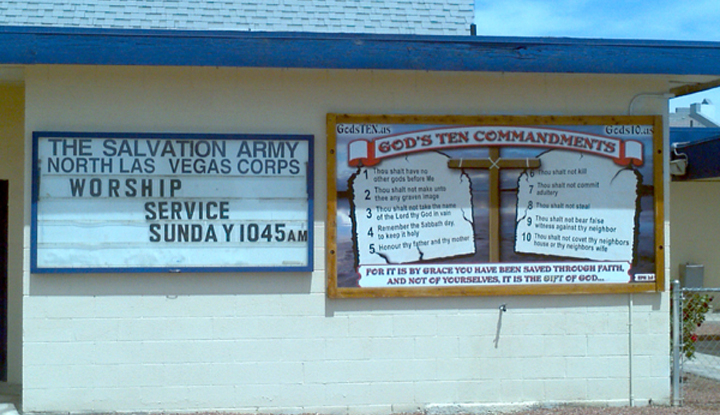 THE SALVATION ARMY
NORTH LAS VEGAS CORPS
WORSHIP
SERVICE
SUNDAY 1045 AM
GodsTEN.us
Gods10.us
GOD'S TEN COMMANDMENTS
1 Thou shalt have no
other gods before Me
2 Thou shalt not make unto
thee any graven image
3 Thou shalt not take the name
of the Lord thy God in vain
4 Remember the Sabbath day,
to keep it holy
5 Honour thy father and thy mother
6 Thou shalt not kill
7 Thou shalt not commit
adultery
8 Thou shalt not steal
9 Thou shalt not bear false
witness against thy neighbor
10 Thou shalt not covet thy neighbors
house or thy neighbors wife
FOR IT IS BY GRACE YOU HAVE BEEN SAVED THROUGH FAITH,
AND NOT OF YOURSELVES, IT IS THE GIFT OF GOD...